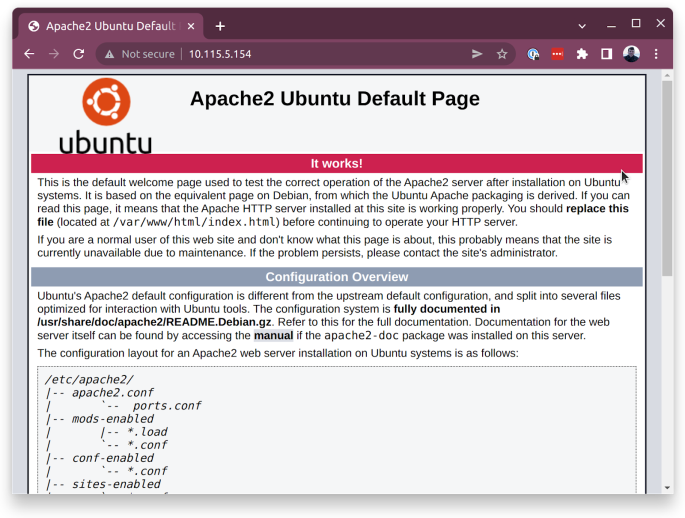 Apache2 Ubuntu Default
Not secure
10.115.5.154
ubuntu
Apache2 Ubuntu Default Page
It works!
This is the default welcome page used to test the correct operation of the Apache2 server after installation on Ubuntu
systems. It is based on the equivalent page on Debian, from which the Ubuntu Apache packaging is derived. If you can
read this page, it means that the Apache HTTP server installed at this site is working properly. You should replace this
file (located at /var/www/html/index.html) before continuing to operate your HTTP server.
If you are a normal user of this web site and don't know what this page is about, this probably means that the site is
currently unavailable due to maintenance. If the problem persists, please contact the site's administrator.
Configuration Overview
Ubuntu's Apache2 default configuration is different from the upstream default configuration, and split into several files
optimized for interaction with Ubuntu tools. The configuration system is fully documented in
/usr/share/doc/apache2/README.Debian.gz. Refer to this for the full documentation. Documentation for the web
server itself can be found by accessing the manual if the apache2-doc package was installed on this server.
The configuration layout for an Apache2 web server installation on Ubuntu systems is as follows:
/etc/apache2/
|-- apache2.conf
|       `--  ports.conf
|-- mods-enabled
|       |-- *.load
|       `-- *.conf
|-- conf-enabled
|       `-- *.conf
|-- sites-enabled